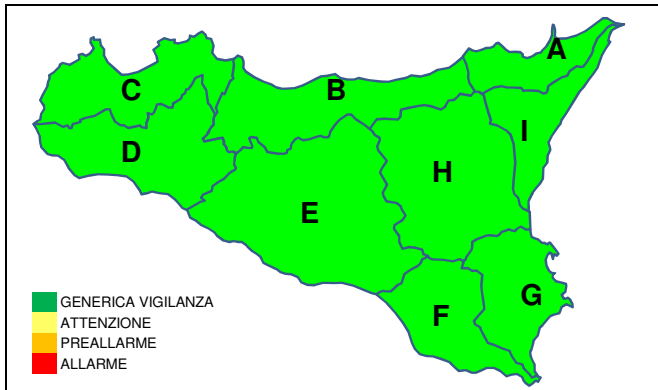 A
B
C
I
D
H
E
G
F
GENERICA VIGILANZA
ATTENZIONE
PREALLARME
ALLARME